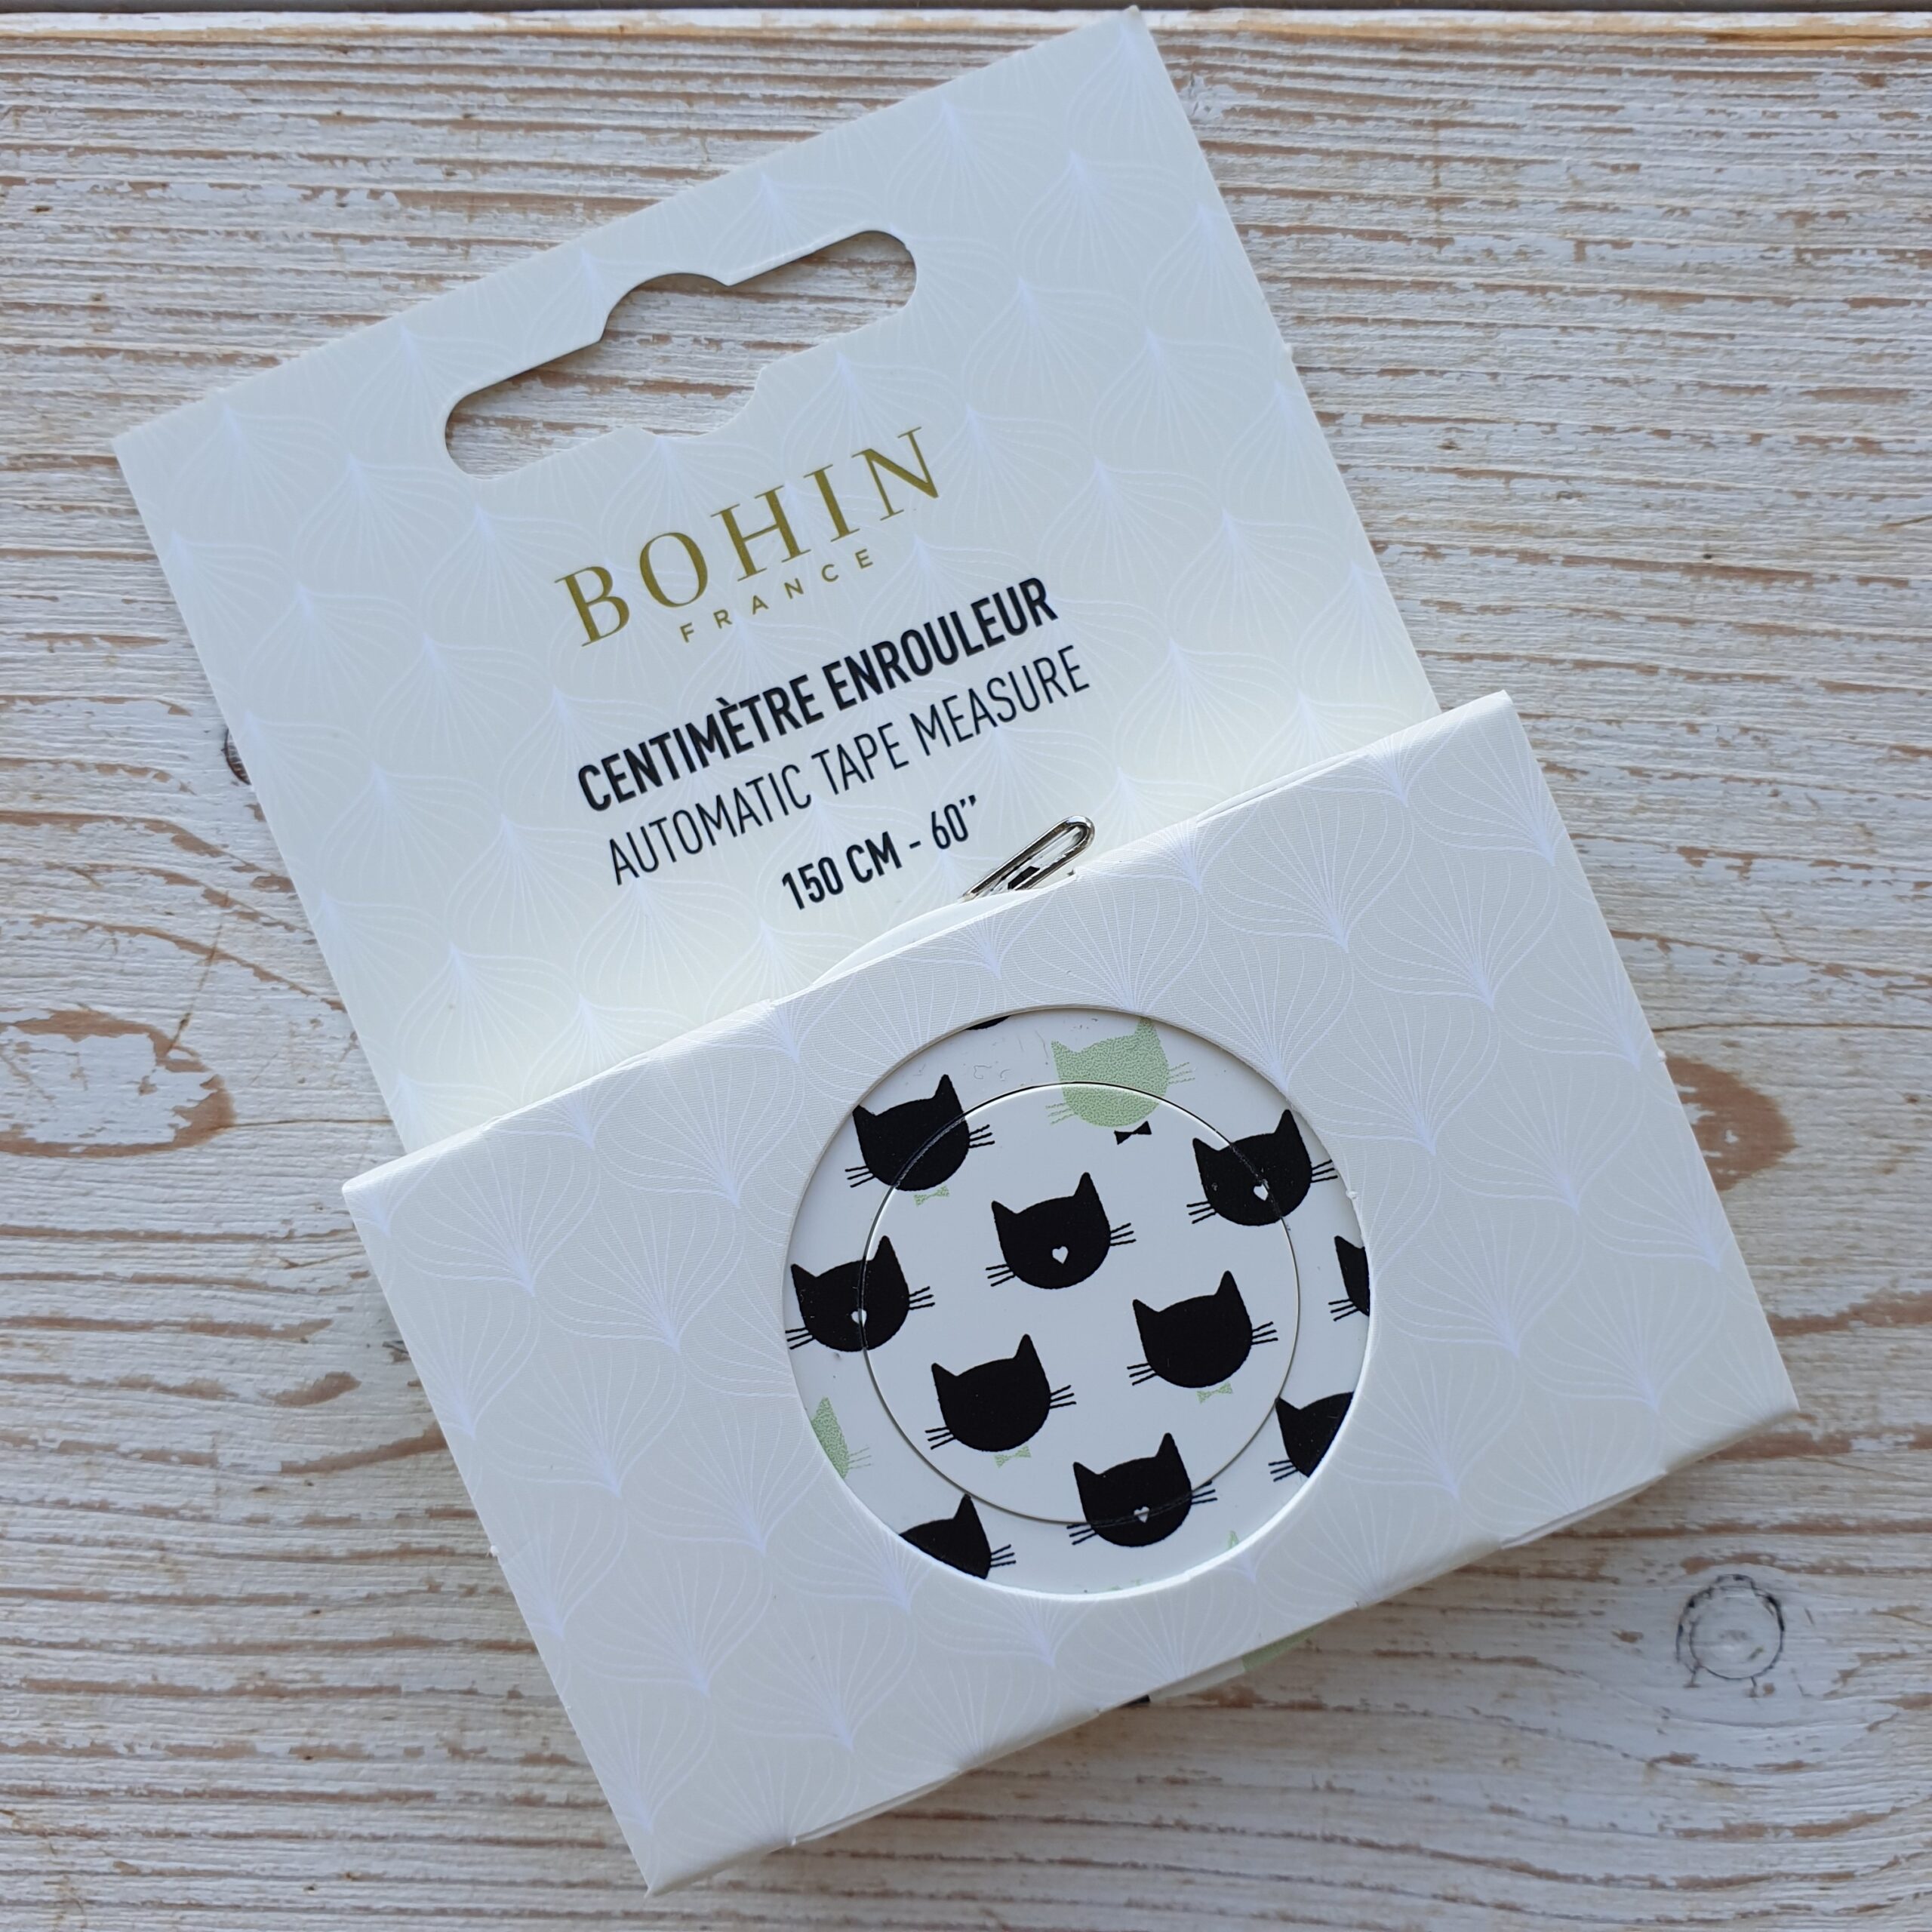 BOHIN
FRANCE
CENTIMÈTRE ENROULEUR
AUTOMATIC TAPE MEASURE
150 CM - 60’’